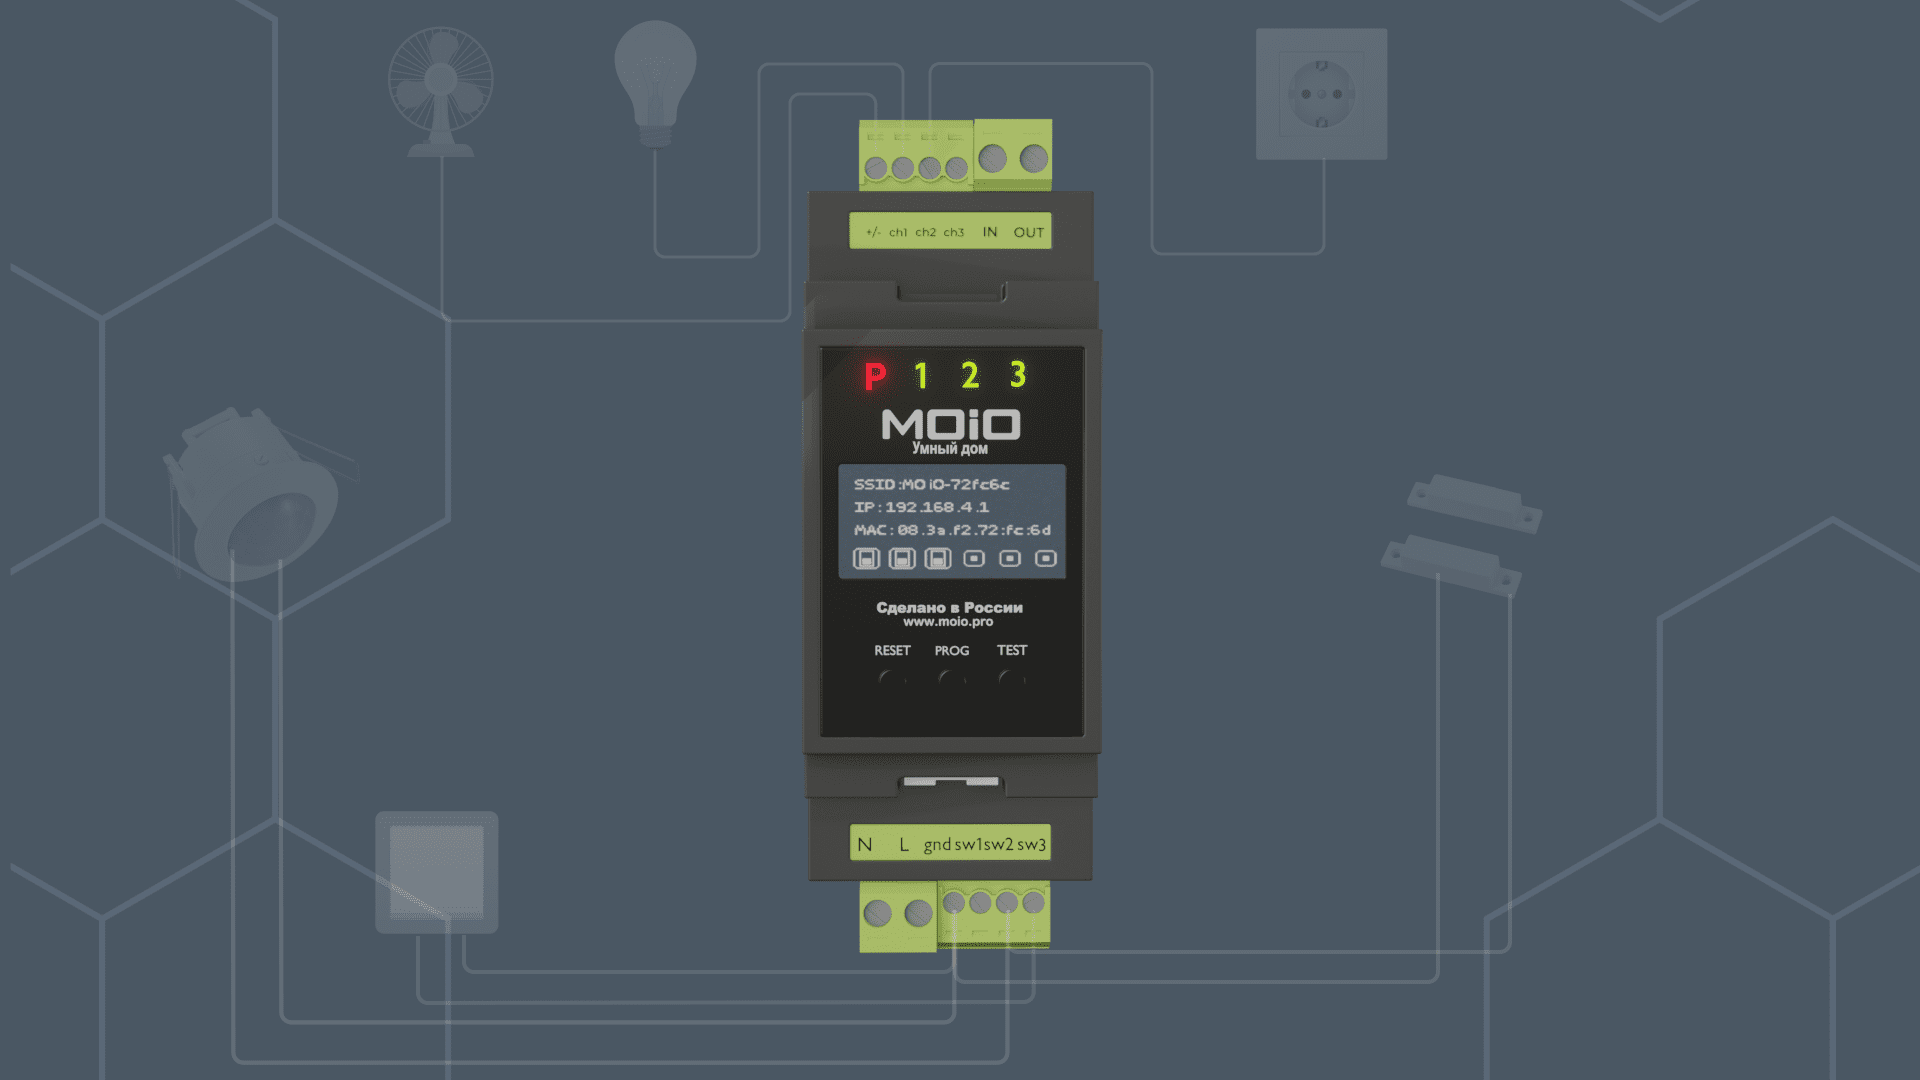 +/- ch1 ch2 ch3 IN OUT
P 1 2 3
MOiO
Умный дом
SSID:MOiO-72fc6c
IP:192.168.4.1
MAC:08.3a.f2.72:fc:6d
Сделано в России
www.moio.pro
RESET PROG TEST
N L gnd sw1 sw2 sw3